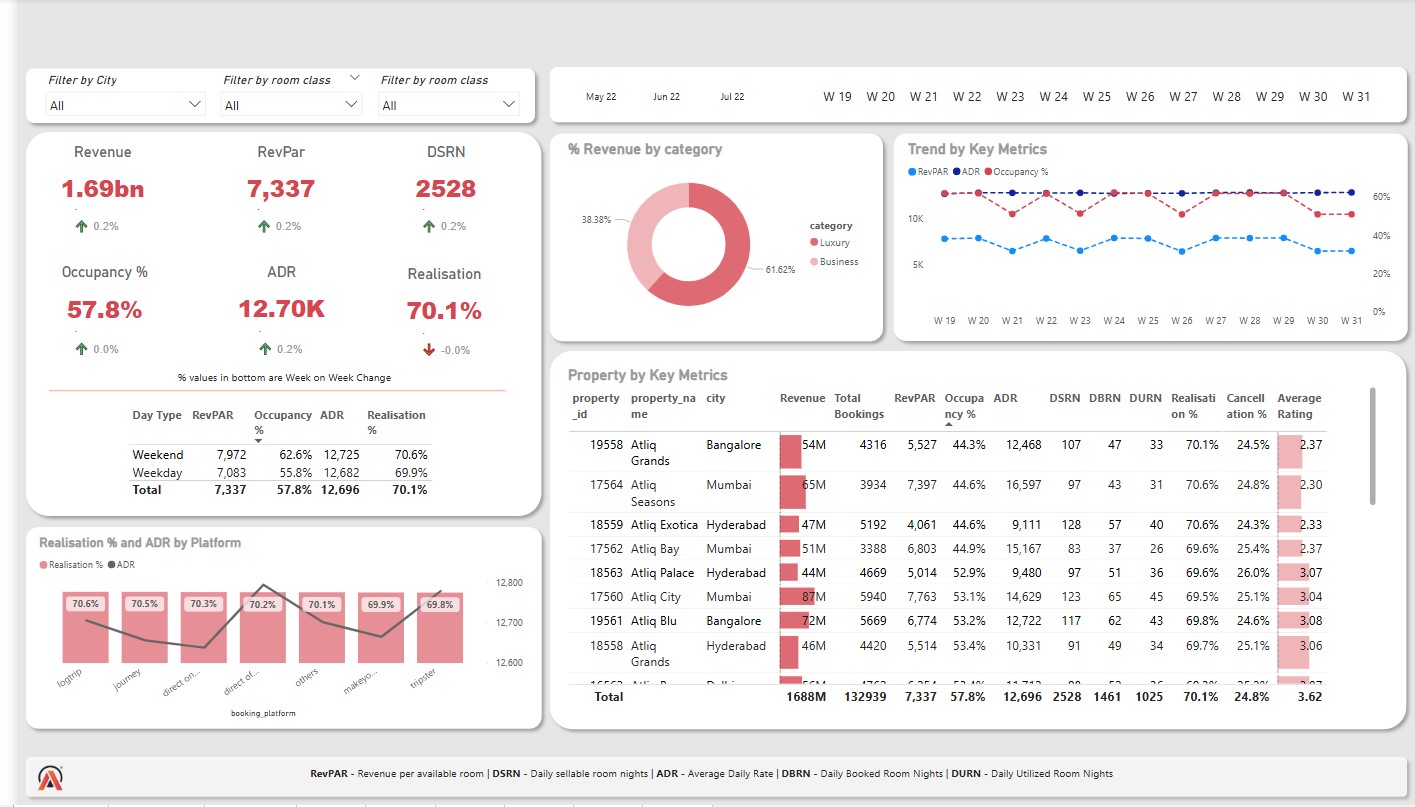 Filter by City
Filter by room class
Filter by room class
All
All
All
May 22 Jun 22 Jul 22
W 19 W 20 W 21 W 22 W 23 W 24 W 25 W 26 W 27 W 28 W 29 W 30 W 31
Revenue RevPar DSRN
1.69bn 7,337 2528
0.2% 0.2% 0.2%
Occupancy % ADR Realisation
57.8% 12.70K 70.1%
0.0% 0.2% -0.0%
% values in bottom are Week on Week Change
Day Type RevPAR Occupancy ADR Realisation
% %
Weekend 7,972 62.6% 12,725 70.6%
Weekday 7,083 55.8% 12,682 69.9%
Total 7,337 57.8% 12,696 70.1%
Realisation % and ADR by Platform
Realisation % ADR
70.6% 70.5% 70.3% 70.2% 70.1% 69.9% 69.8%
12,800
12,700
12,600
logtrip journey direct on... direct of... others makeyo... tripster
booking_platform
% Revenue by category
38.38%
61.62%
category
Luxury
Business
Trend by Key Metrics
RevPAR ADR Occupancy %
10K
5K
60%
40%
20%
0%
W 19 W 20 W 21 W 22 W 23 W 24 W 25 W 26 W 27 W 28 W 29 W 30 W 31
Property by Key Metrics
property property_na city Revenue Total RevPAR Occupa ADR DSRN DBRN DURN Realisati Cancell Average
_id me Bookings ncy % on % ation % Rating
19558 Atliq Bangalore 54M 4316 5,527 44.3% 12,468 107 47 33 70.1% 24.5% 2.37
Grands
17564 Atliq Mumbai 65M 3934 7,397 44.6% 16,597 97 43 31 70.6% 24.8% 2.30
Seasons
18559 Atliq Exotica Hyderabad 47M 5192 4,061 44.6% 9,111 128 57 40 70.6% 24.3% 2.33
17562 Atliq Bay Mumbai 51M 3388 6,803 44.9% 15,167 83 37 26 69.6% 25.4% 2.37
18563 Atliq Palace Hyderabad 44M 4669 5,014 52.9% 9,480 97 51 36 69.6% 26.0% 3.07
17560 Atliq City Mumbai 87M 5940 7,763 53.1% 14,629 123 65 45 69.5% 25.1% 3.04
19561 Atliq Blu Bangalore 72M 5669 6,774 53.2% 12,722 117 62 43 69.8% 24.6% 3.08
18558 Atliq Hyderabad 46M 4420 5,514 53.4% 10,331 91 49 34 69.7% 25.1% 3.06
Grands
Total 1688M 132939 7,337 57.8% 12,696 2528 1461 1025 70.1% 24.8% 3.62
RevPAR - Revenue per available room | DSRN - Daily sellable room nights | ADR - Average Daily Rate | DBRN - Daily Booked Room Nights | DURN - Daily Utilized Room Nights